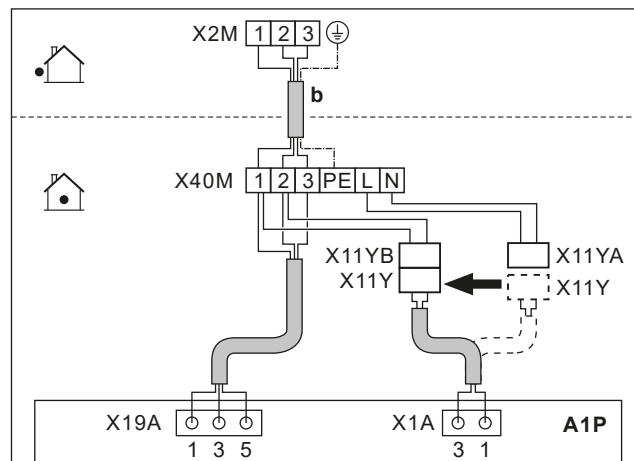 X2M 1 2 3
b
X40M 1 2 3 PE L N
X11YB X11YA
X11Y X11Y
X19A X1A A1P
1 3 5 3 1